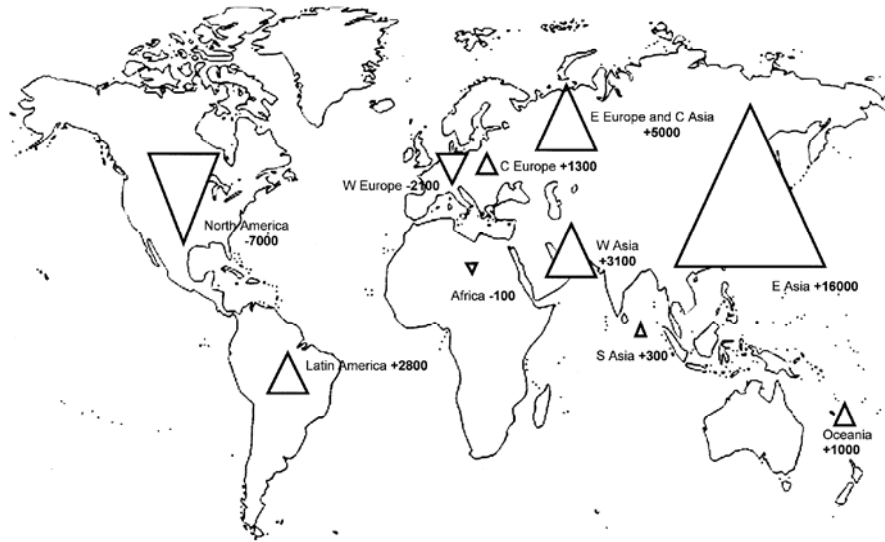 E Europe and C Asia
+5000
C Europe +1300
W Europe -2100
North America
-7000
W Asia
+3100
E Asia +16000
Africa -100
S Asia +300
Latin America +2800
Oceania
+1000